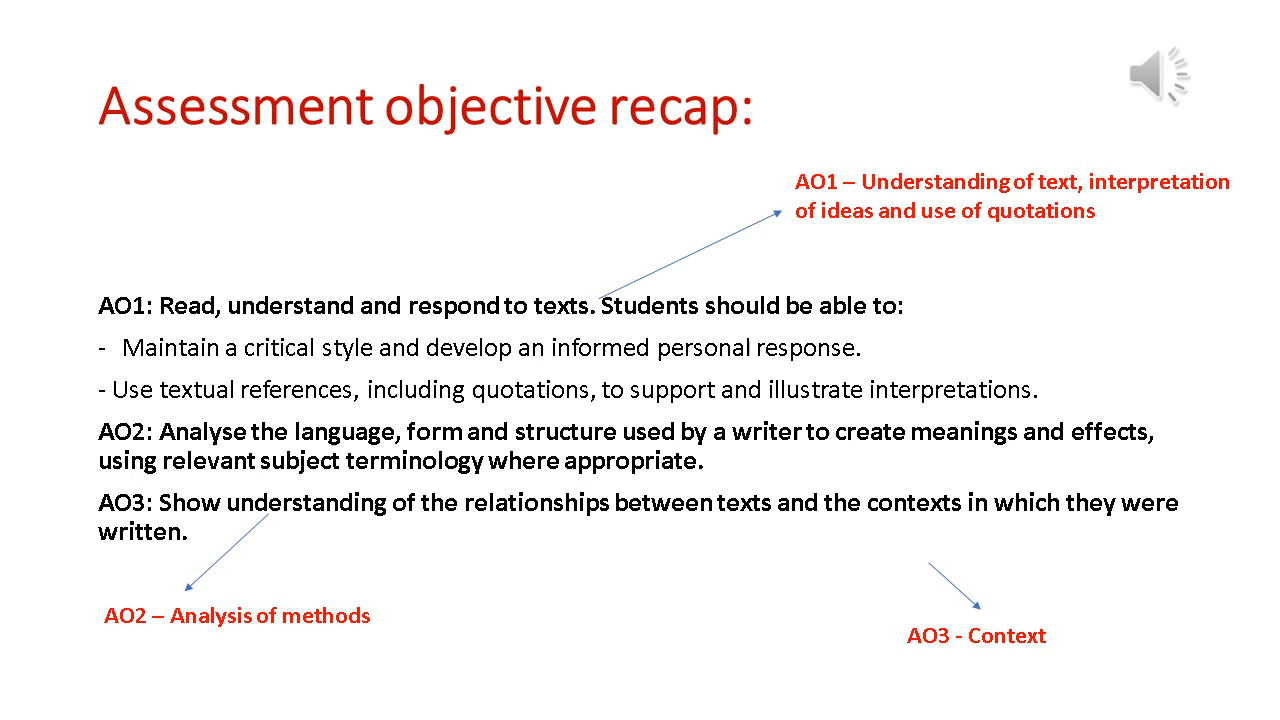 Assessment objective recap:
AO1 – Understanding of text, interpretation
of ideas and use of quotations
AO1: Read, understand and respond to texts. Students should be able to:
- Maintain a critical style and develop an informed personal response.
- Use textual references, including quotations, to support and illustrate interpretations.
AO2: Analyse the language, form and structure used by a writer to create meanings and effects,
using relevant subject terminology where appropriate.
AO3: Show understanding of the relationships between texts and the contexts in which they were
written.
AO2 – Analysis of methods
AO3 - Context